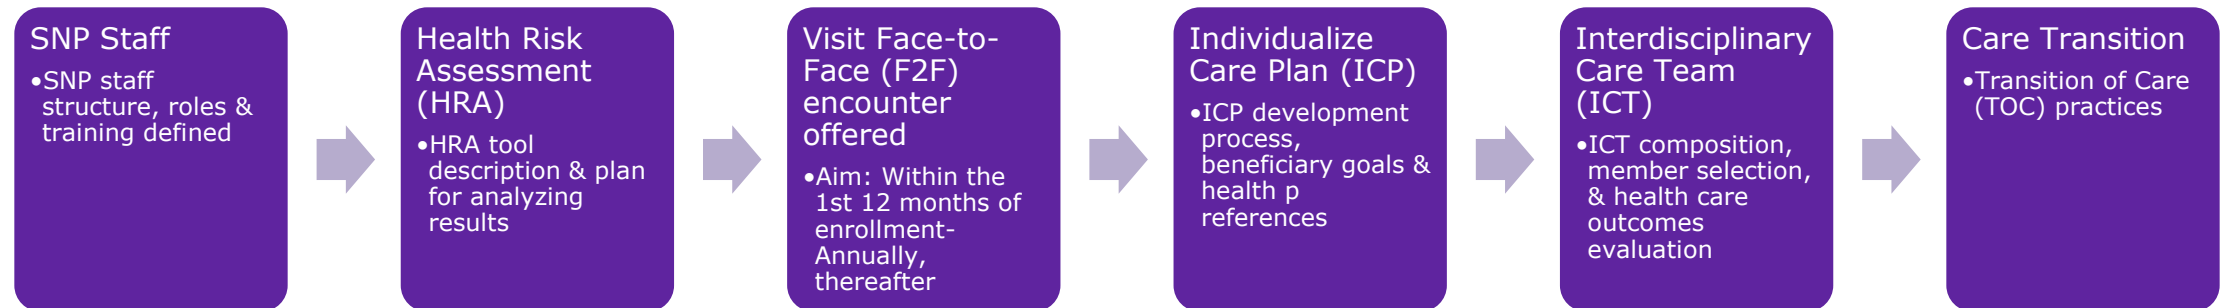 SNP Staff
•SNP staff
structure, roles &
training defined
Health Risk
Assessment
(HRA)
•HRA tool
description & plan
for analyzing
results
Visit Face-to-
Face (F2F)
encounter
offered
•Aim: Within the
1st 12 months of
enrollment-
Annually,
thereafter
Individualize
Care Plan (ICP)
•ICP development
process,
beneficiary goals &
health p
references
Interdisciplinary
Care Team
(ICT)
•ICT composition,
member selection,
& health care
outcomes
evaluation
Care Transition
•Transition of Care
(TOC) practices